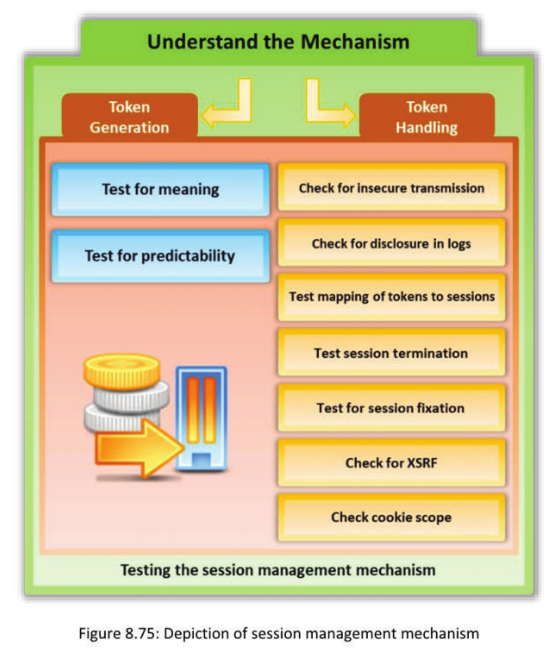 Understand the Mechanism
Token
Generation
Token
Handling
Test for meaning
Test for predictability
Check for insecure transmission
Check for disclosure in logs
Test mapping of tokens to sessions
Test session termination
Test for session fixation
Check for XSRF
Check cookie scope
Testing the session management mechanism
Figure 8.75: Depiction of session management mechanism